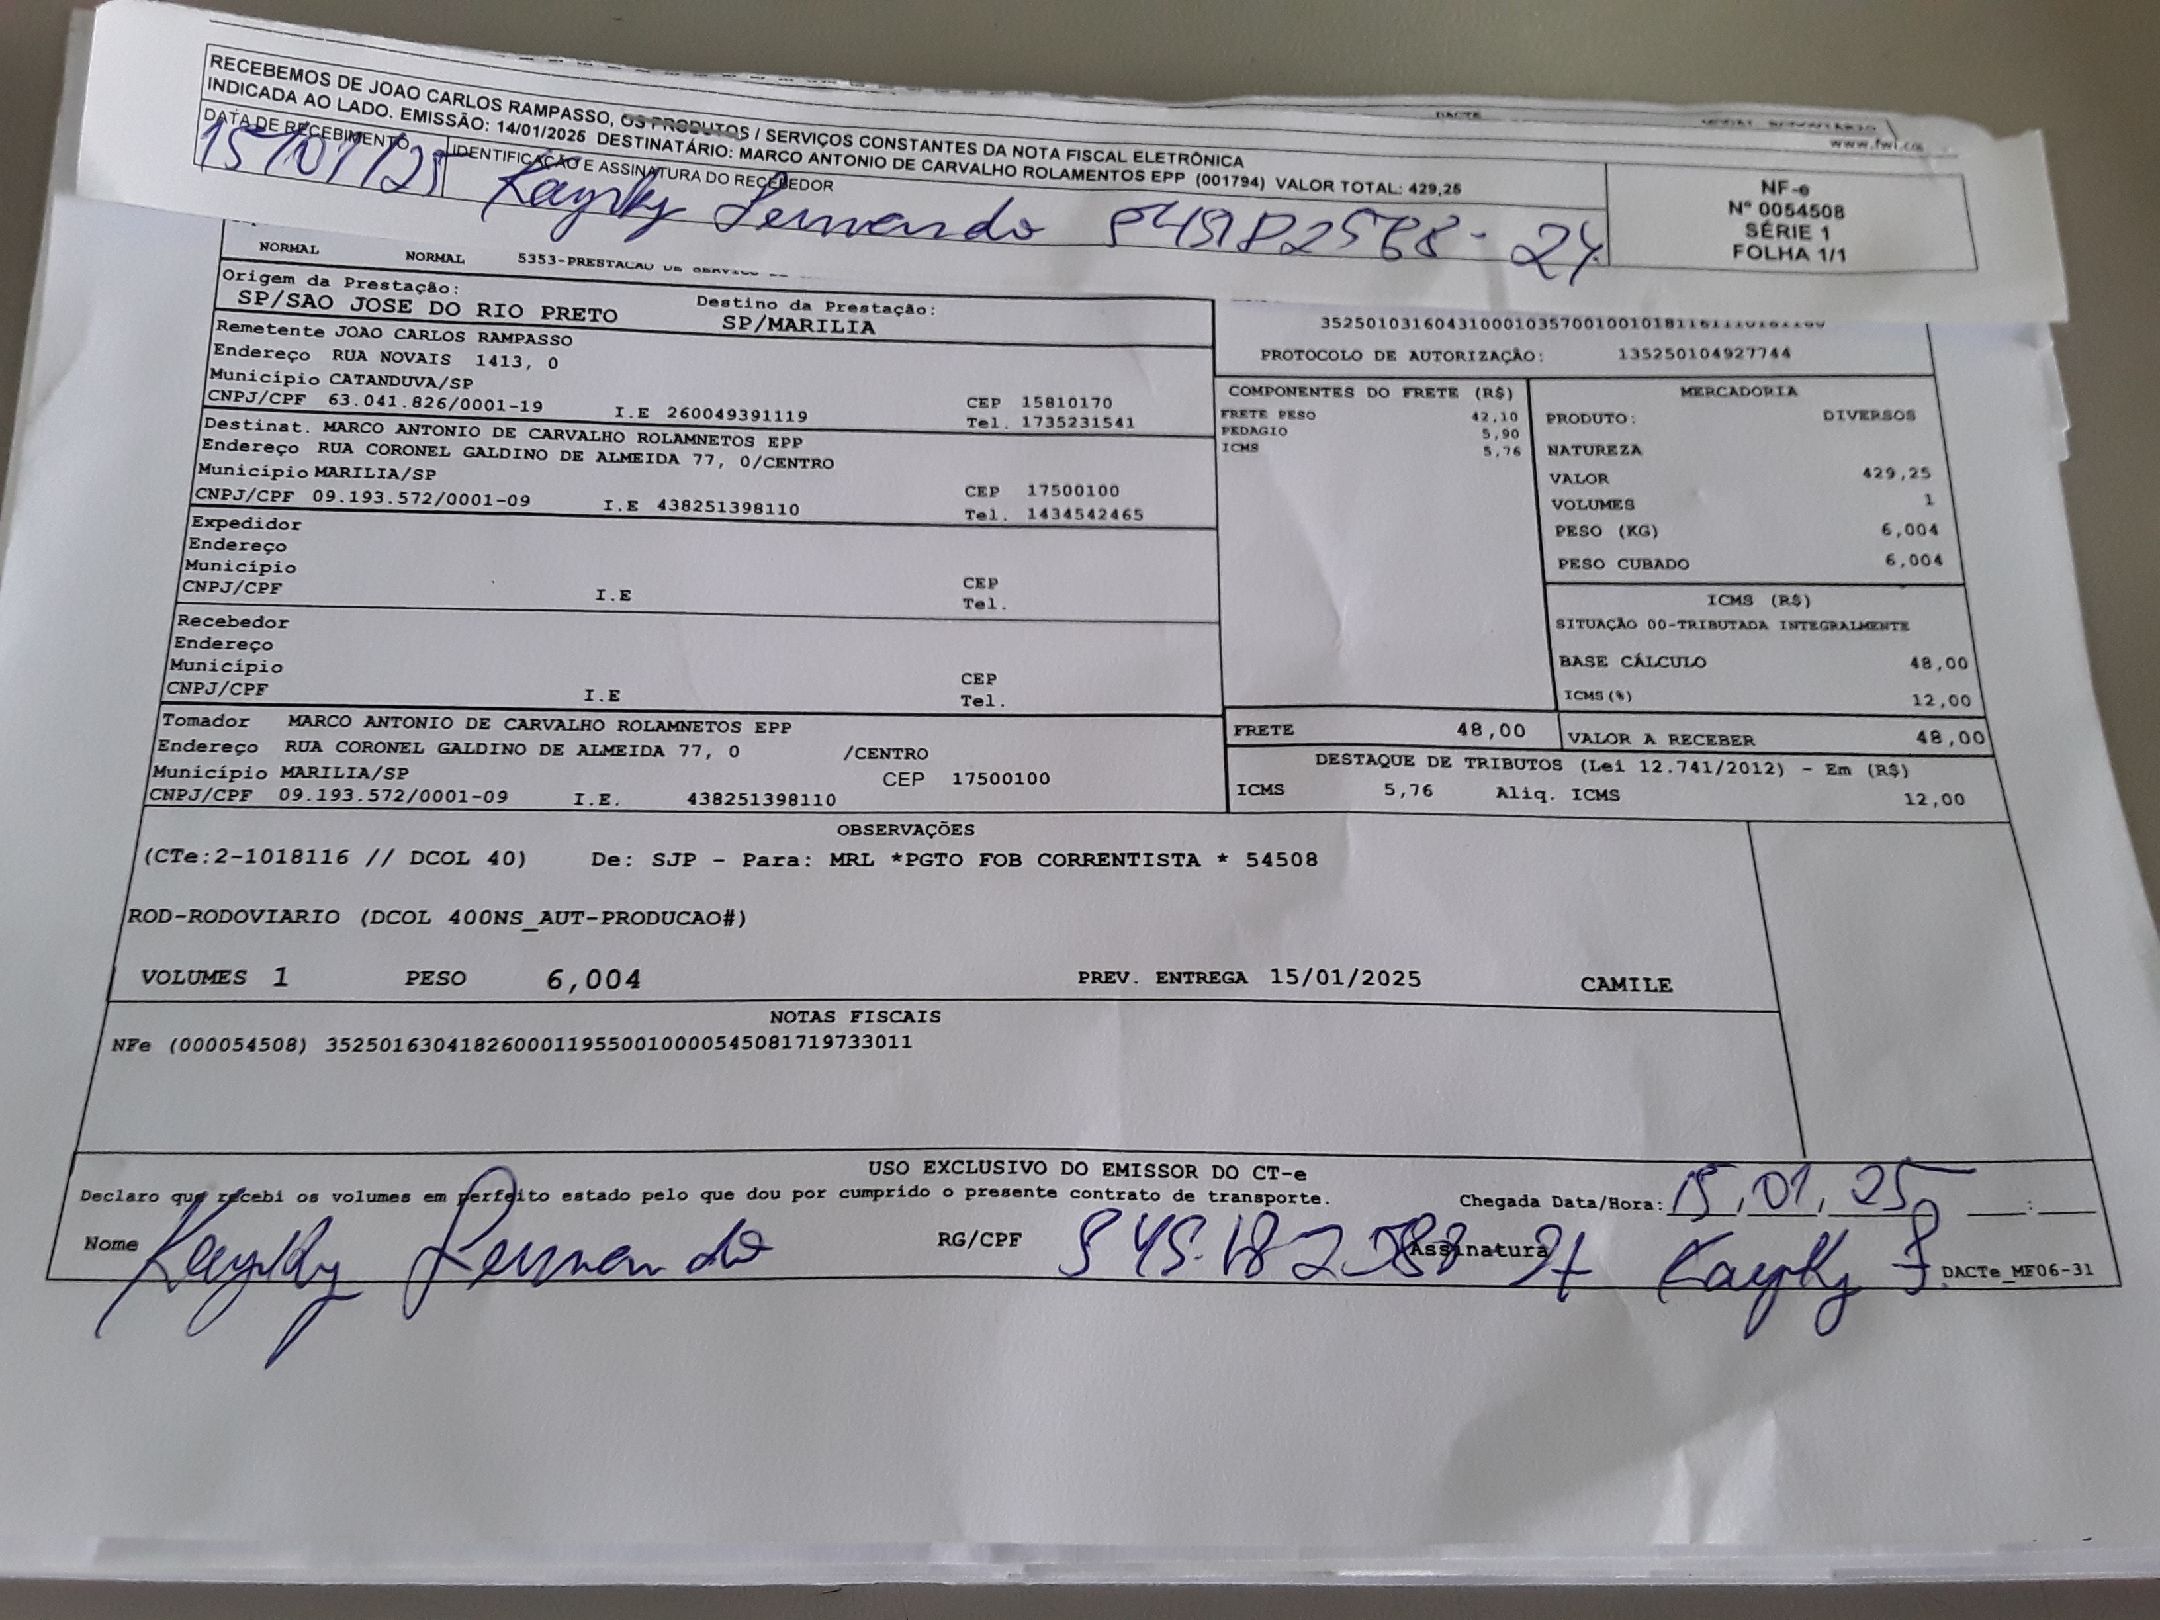 DACTE
www.fwl.co
RECEBEMOS DE JOAO CARLOS RAMPASSO, OS PRODUTOS / SERVIÇOS CONSTANTES DA NOTA FISCAL ELETRÔNICA
INDICADA AO LADO. EMISSÃO: 14/01/2025 DESTINATÁRIO: MARCO ANTONIO DE CARVALHO ROLAMENTOS EPP (001794) VALOR TOTAL: 429,25
DATA DE RECEBIMENTO IDENTIFICAÇÃO E ASSINATURA DO RECEBEDOR
15/01/25 Kayky Fernando
NF-e
Nº 0054508
SÉRIE 1
FOLHA 1/1
NORMAL NORMAL 5353-PRESTACAO DE SERVICO DE
Origem da Prestação: Destino da Prestação:
SP/SAO JOSE DO RIO PRETO SP/MARILIA
Remetente JOAO CARLOS RAMPASSO
Endereço RUA NOVAIS 1413, 0
Município CATANDUVA/SP CEP 15810170
CNPJ/CPF 63.041.826/0001-19 I.E 260049391119 Tel. 1735231541
Destinat. MARCO ANTONIO DE CARVALHO ROLAMNETOS EPP
Endereço RUA CORONEL GALDINO DE ALMEIDA 77, 0/CENTRO
Município MARILIA/SP CEP 17500100
CNPJ/CPF 09.193.572/0001-09 I.E 438251398110 Tel. 1434542465
Expedidor
Endereço
Município CEP
CNPJ/CPF I.E Tel.
Recebedor
Endereço
Município CEP
CNPJ/CPF I.E Tel.
Tomador MARCO ANTONIO DE CARVALHO ROLAMNETOS EPP
Endereço RUA CORONEL GALDINO DE ALMEIDA 77, 0 /CENTRO
Município MARILIA/SP CEP 17500100
CNPJ/CPF 09.193.572/0001-09 I.E. 438251398110
PROTOCOLO DE AUTORIZAÇÃO: 135250104927744
COMPONENTES DO FRETE (R$)
FRETE PESO 42,10
PEDAGIO 5,90
ICMS 5,76
MERCADORIA
PRODUTO: DIVERSOS
NATUREZA
VALOR 429,25
VOLUMES 1
PESO (KG) 6,004
PESO CUBADO 6,004
ICMS (R$)
SITUAÇÃO 00-TRIBUTADA INTEGRALMENTE
BASE CÁLCULO 48,00
ICMS(%) 12,00
FRETE 48,00 VALOR A RECEBER 48,00
DESTAQUE DE TRIBUTOS (Lei 12.741/2012) - Em (R$)
ICMS 5,76 Aliq. ICMS 12,00
OBSERVAÇÕES
(CTe:2-1018116 // DCOL 40) De: SJP - Para: MRL *PGTO FOB CORRENTISTA * 54508
ROD-RODOVIARIO (DCOL 400NS_AUT-PRODUCAO#)
VOLUMES 1 PESO 6,004 PREV. ENTREGA 15/01/2025 CAMILE
NOTAS FISCAIS
NFe (000054508) 35250163041826000119550010000545081719733011
USO EXCLUSIVO DO EMISSOR DO CT-e
Declaro que recebi os volumes em perfeito estado pelo que dou por cumprido o presente contrato de transporte. Chegada Data/Hora: 15,01,25 :
Nome Kayky Fernando RG/CPF Assinatura Kayky F. DACTe_MF06-31